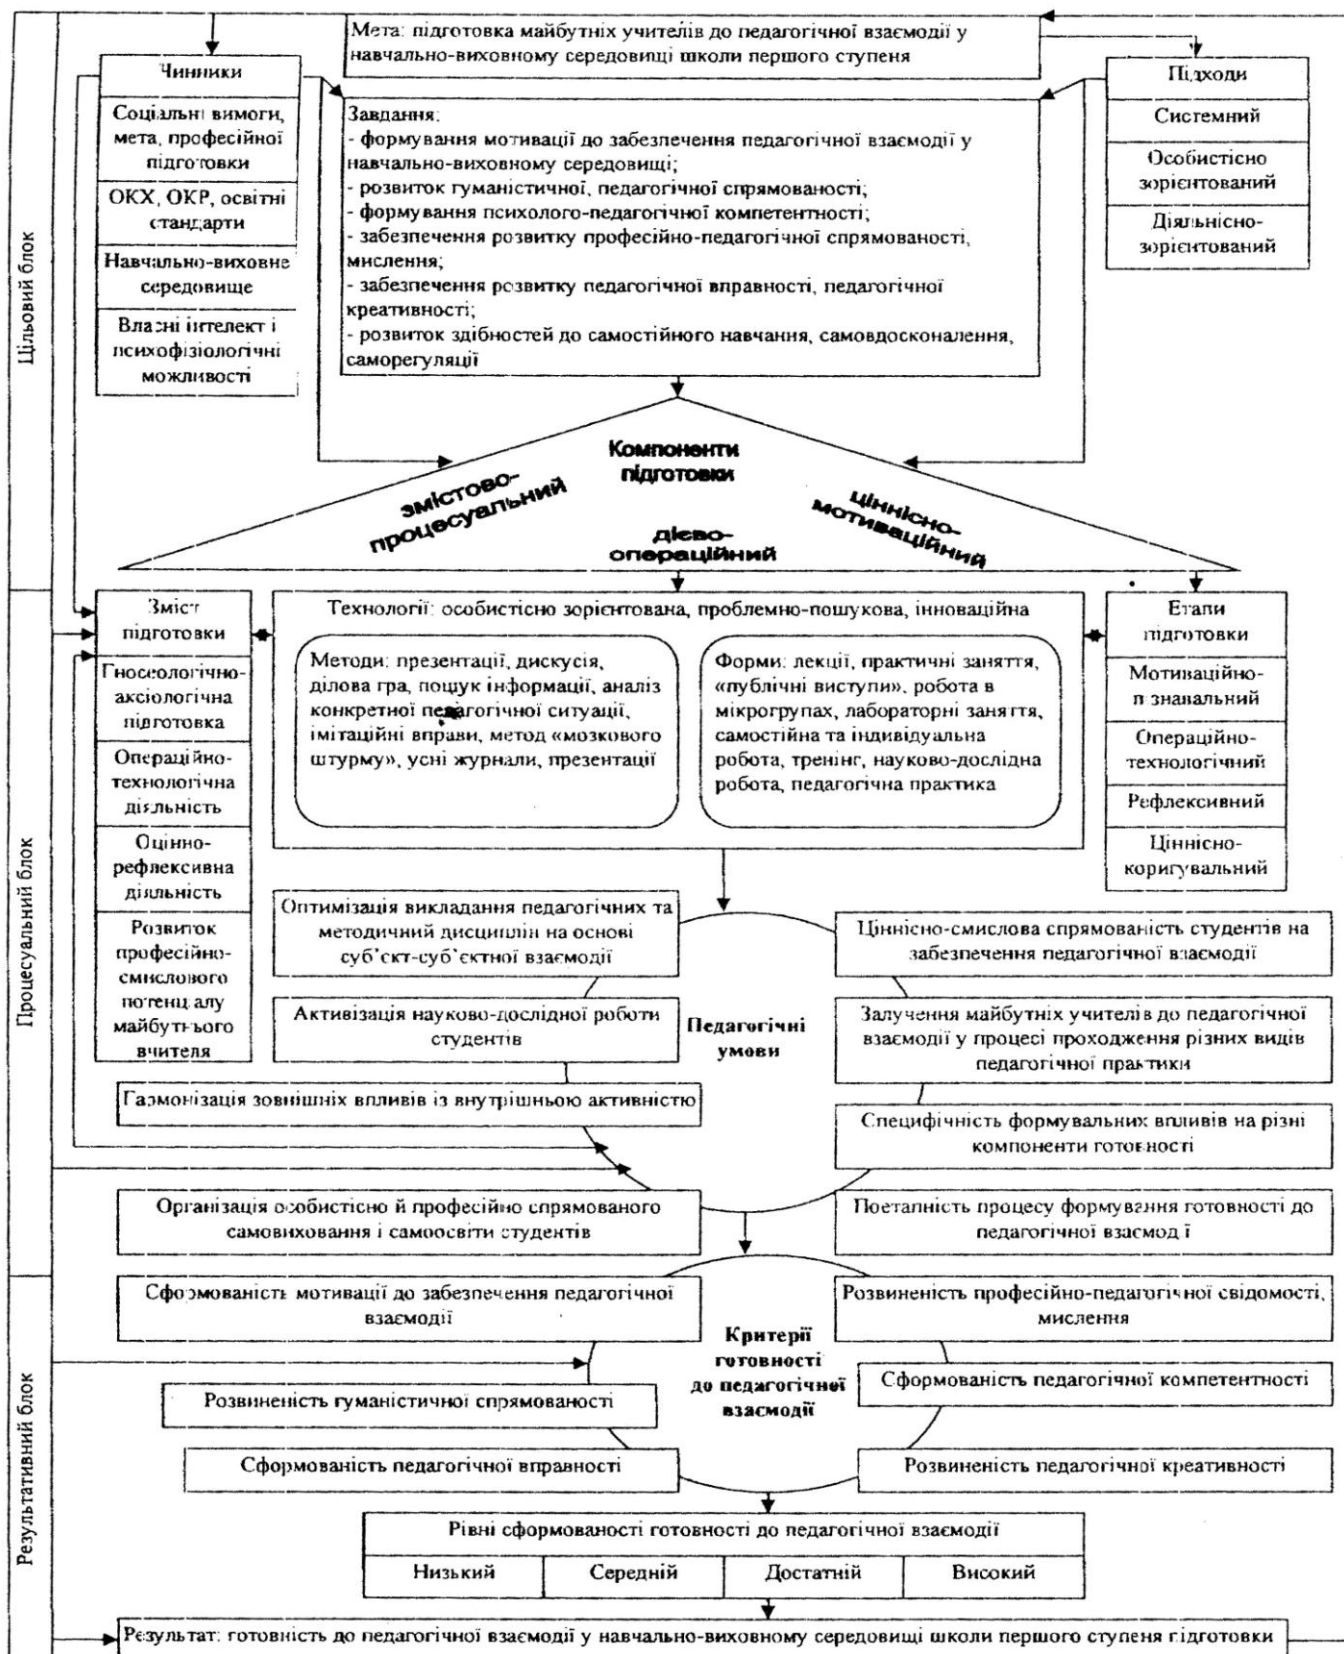 Мета: підготовка майбутніх учителів до педагогічної взаємодії у
навчально-виховному середовищі школи першого ступеня
Чинники
Соціальні вимоги,
мета, професійної
підготовки
ОКХ, ОКР, освітні
стандарти
Навчально-виховне
середовище
Власні інтелект і
психофізіологічні
можливості
Завдання:
- формування мотивації до забезпечення педагогічної взаємодії у
навчально-виховному середовищі;
- розвиток гуманістичної, педагогічної спрямованості;
- формування психолого-педагогічної компетентності;
- забезпечення розвитку професійно-педагогічної спрямованості,
мислення;
- забезпечення розвитку педагогічної вправності, педагогічної
креативності;
- розвиток здібностей до самостійного навчання, самовдосконалення,
саморегуляції
Підходи
Системний
Особистісно
зорієнтований
Діяльнісно-
зорієнтований
Цільовий блок
Компоненти
підготовки
змістово-
процесуальний
дієво-
операційний
ціннісно-
мотиваційний
Процесуальний блок
Зміст
підготовки
Гносеологічно-
аксіологічна
підготовка
Операційно-
технологічна
діяльність
Оцінно-
рефлексивна
діяльність
Розвиток
професійно-
смислового
потенціалу
майбутнього
вчителя
Технології: особистісно зорієнтована, проблемно-пошукова, інноваційна
Методи: презентації, дискусія,
ділова гра, пошук інформації, аналіз
конкретної педагогічної ситуації,
імітаційні вправи, метод «мозкового
штурму», усні журнали, презентації
Форми: лекції, практичні заняття,
«публічні виступи», робота в
мікрогрупах, лабораторні заняття,
самостійна та індивідуальна
робота, тренінг, науково-дослідна
робота, педагогічна практика
Етапи
підготовки
Мотиваційно-
пізнавальний
Операційно-
технологічний
Рефлексивний
Ціннісно-
коригувальний
Педагогічні
умови
Оптимізація викладання педагогічних та
методичний дисциплін на основі
суб'єкт-суб'єктної взаємодії
Активізація науково-дослідної роботи
студентів
Гармонізація зовнішніх впливів із внутрішньою активністю
Організація особистісно й професійно спрямованого
самовиховання і самоосвіти студентів
Ціннісно-смислова спрямованість студентів на
забезпечення педагогічної взаємодії
Залучення майбутніх учителів до педагогічної
взаємодії у процесі проходження різних видів
педагогічної практики
Специфічність формувальних впливів на різні
компоненти готовності
Поетапність процесу формування готовності до
педагогічної взаємодії
Результативний блок
Критерії
готовності
до педагогічної
взаємодії
Сформованість мотивації до забезпечення педагогічної
взаємодії
Розвиненість гуманістичної спрямованості
Сформованість педагогічної вправності
Розвиненість професійно-педагогічної свідомості,
мислення
Сформованість педагогічної компетентності
Розвиненість педагогічної креативності
Рівні сформованості готовності до педагогічної взаємодії
Низький
Середній
Достатній
Високий
Результат: готовність до педагогічної взаємодії у навчально-виховному середовищі школи першого ступеня підготовки